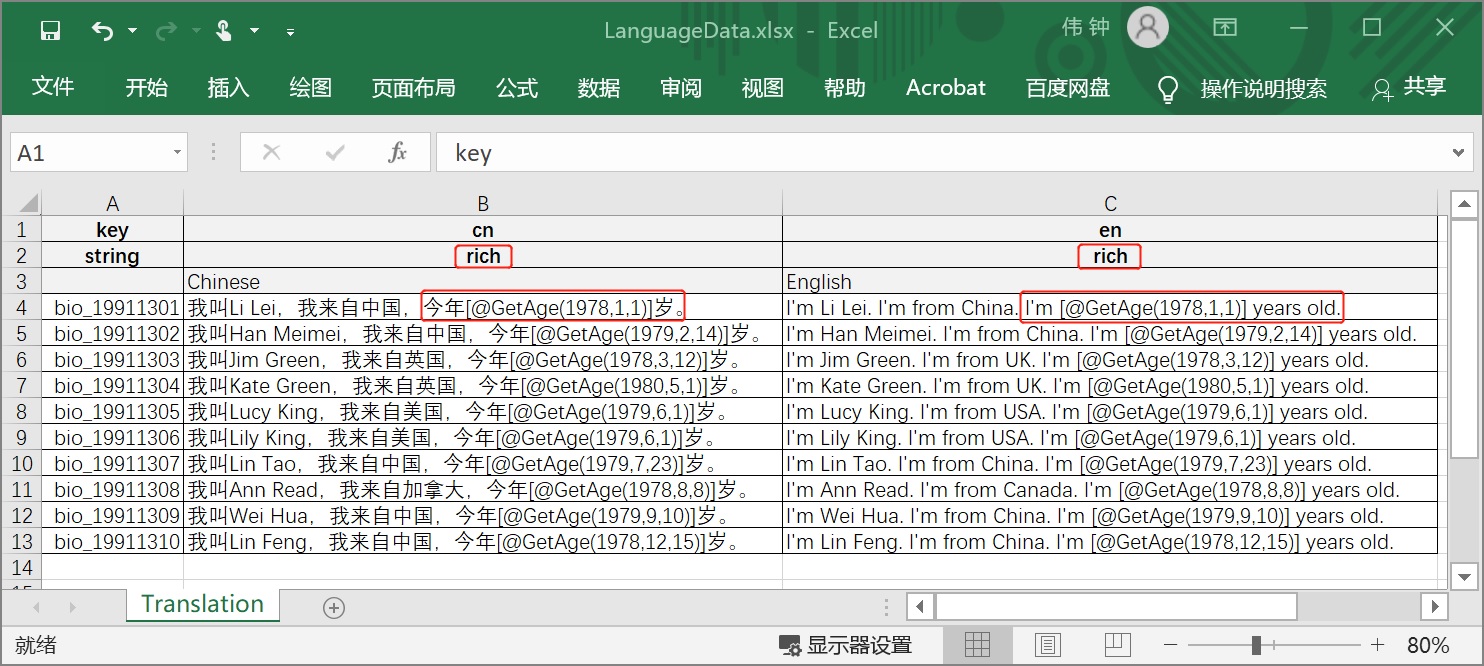 LanguageData.xlsx - Excel 伟 钟
文件 开始 插入 绘图 页面布局 公式 数据 审阅 视图 帮助 Acrobat 百度网盘 操作说明搜索 共享
A1 fx key
A B C
1 key cn en
2 string rich rich
3 Chinese English
4 bio_19911301 我叫Li Lei，我来自中国，今年[@GetAge(1978,1,1)]岁。 I'm Li Lei. I'm from China. I'm [@GetAge(1978,1,1)] years old.
5 bio_19911302 我叫Han Meimei，我来自中国，今年[@GetAge(1979,2,14)]岁。 I'm Han Meimei. I'm from China. I'm [@GetAge(1979,2,14)] years old.
6 bio_19911303 我叫Jim Green，我来自英国，今年[@GetAge(1978,3,12)]岁。 I'm Jim Green. I'm from UK. I'm [@GetAge(1978,3,12)] years old.
7 bio_19911304 我叫Kate Green，我来自英国，今年[@GetAge(1980,5,1)]岁。 I'm Kate Green. I'm from UK. I'm [@GetAge(1980,5,1)] years old.
8 bio_19911305 我叫Lucy King，我来自美国，今年[@GetAge(1979,6,1)]岁。 I'm Lucy King. I'm from USA. I'm [@GetAge(1979,6,1)] years old.
9 bio_19911306 我叫Lily King，我来自美国，今年[@GetAge(1979,6,1)]岁。 I'm Lily King. I'm from USA. I'm [@GetAge(1979,6,1)] years old.
10 bio_19911307 我叫Lin Tao，我来自中国，今年[@GetAge(1979,7,23)]岁。 I'm Lin Tao. I'm from China. I'm [@GetAge(1979,7,23)] years old.
11 bio_19911308 我叫Ann Read，我来自加拿大，今年[@GetAge(1978,8,8)]岁。 I'm Ann Read. I'm from Canada. I'm [@GetAge(1978,8,8)] years old.
12 bio_19911309 我叫Wei Hua，我来自中国，今年[@GetAge(1979,9,10)]岁。 I'm Wei Hua. I'm from China. I'm [@GetAge(1979,9,10)] years old.
13 bio_19911310 我叫Lin Feng，我来自中国，今年[@GetAge(1978,12,15)]岁。 I'm Lin Feng. I'm from China. I'm [@GetAge(1978,12,15)] years old.
14
Translation
就绪 显示器设置 80%